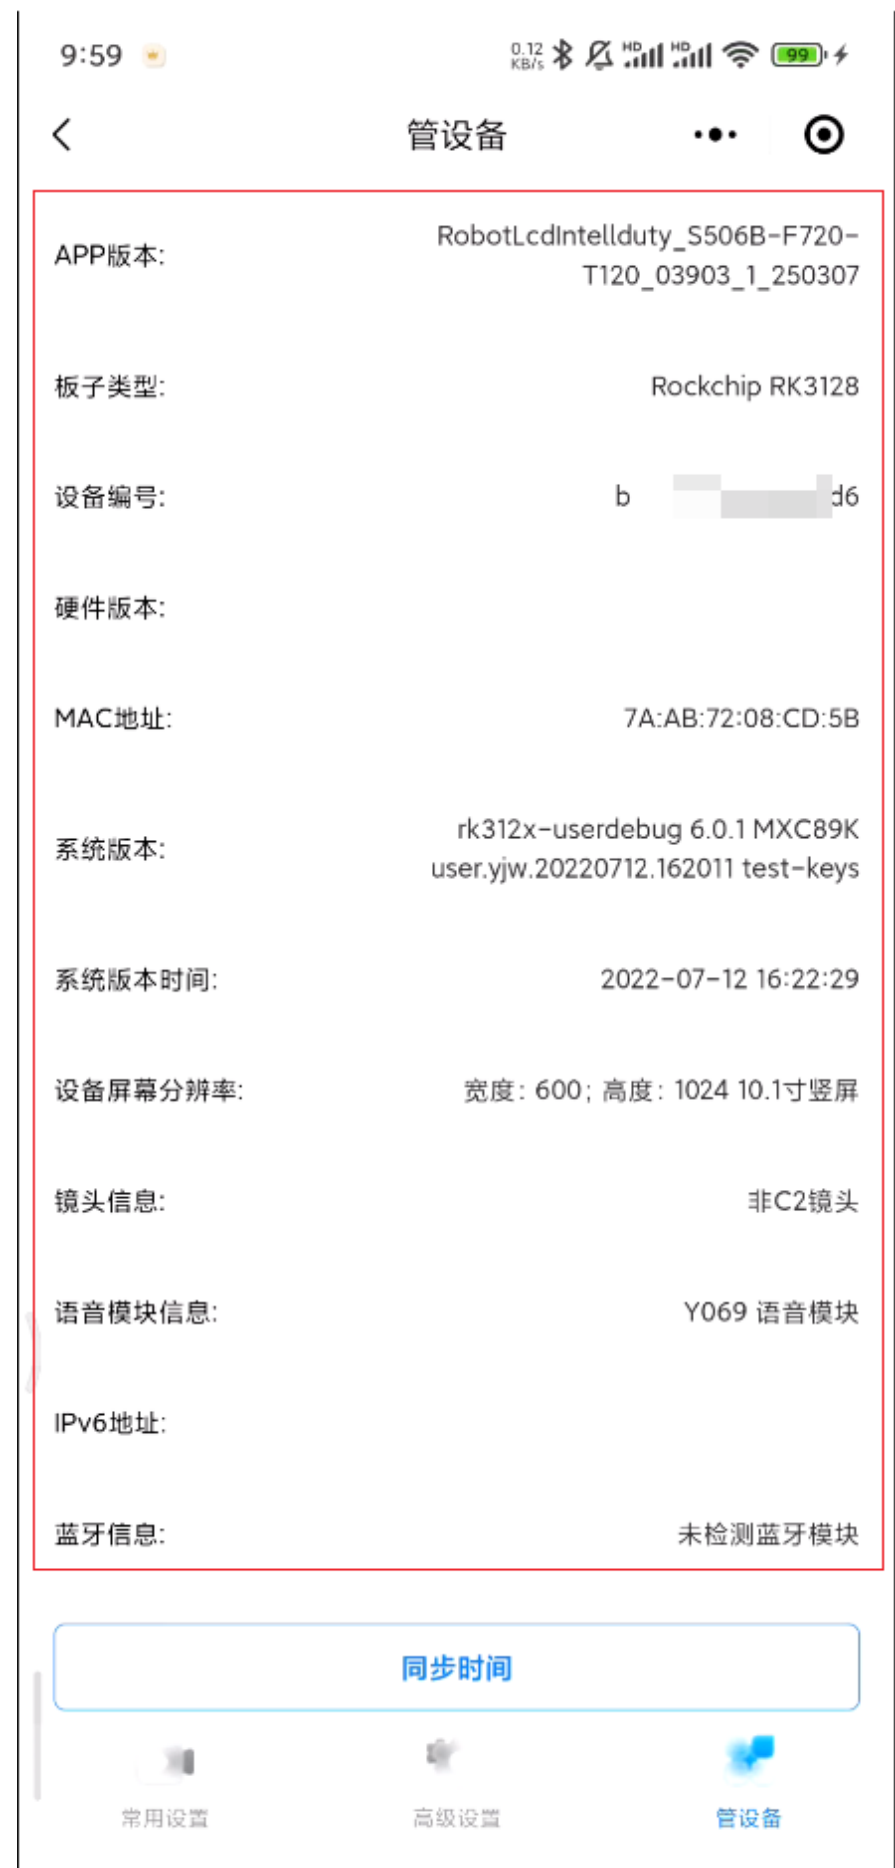 9:59
0.12
KB/s
HD
HD
99
管设备
APP版本:
RobotLcdIntellduty_S506B-F720-
T120_03903_1_250307
板子类型:
Rockchip RK3128
设备编号:
b
d6
硬件版本:
MAC地址:
7A:AB:72:08:CD:5B
系统版本:
rk312x-userdebug 6.0.1 MXC89K
user.yjw.20220712.162011 test-keys
系统版本时间:
2022-07-12 16:22:29
设备屏幕分辨率:
宽度: 600; 高度: 1024 10.1寸竖屏
镜头信息:
非C2镜头
语音模块信息:
Y069 语音模块
IPv6地址:
蓝牙信息:
未检测蓝牙模块
同步时间
常用设置
高级设置
管设备